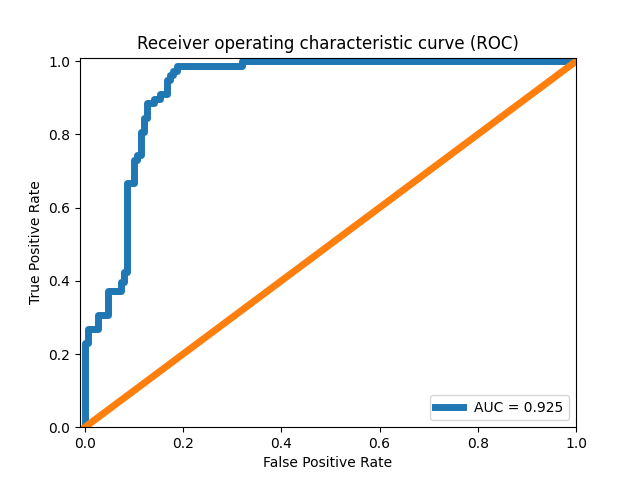 Receiver operating characteristic curve (ROC)
True Positive Rate
1.0
0.8
0.6
0.4
0.2
0.0
AUC = 0.925
0.0 0.2 0.4 0.6 0.8 1.0
False Positive Rate